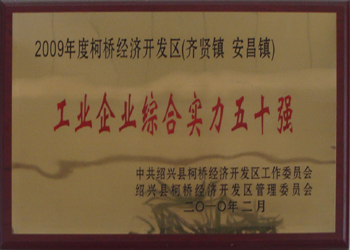 2009年度柯桥经济开发区(齐贤镇 安昌镇)
工业企业综合实力五十强
中共绍兴县柯桥经济开发区工作委员会
绍兴县柯桥经济开发区管理委员会
二〇一〇年二月